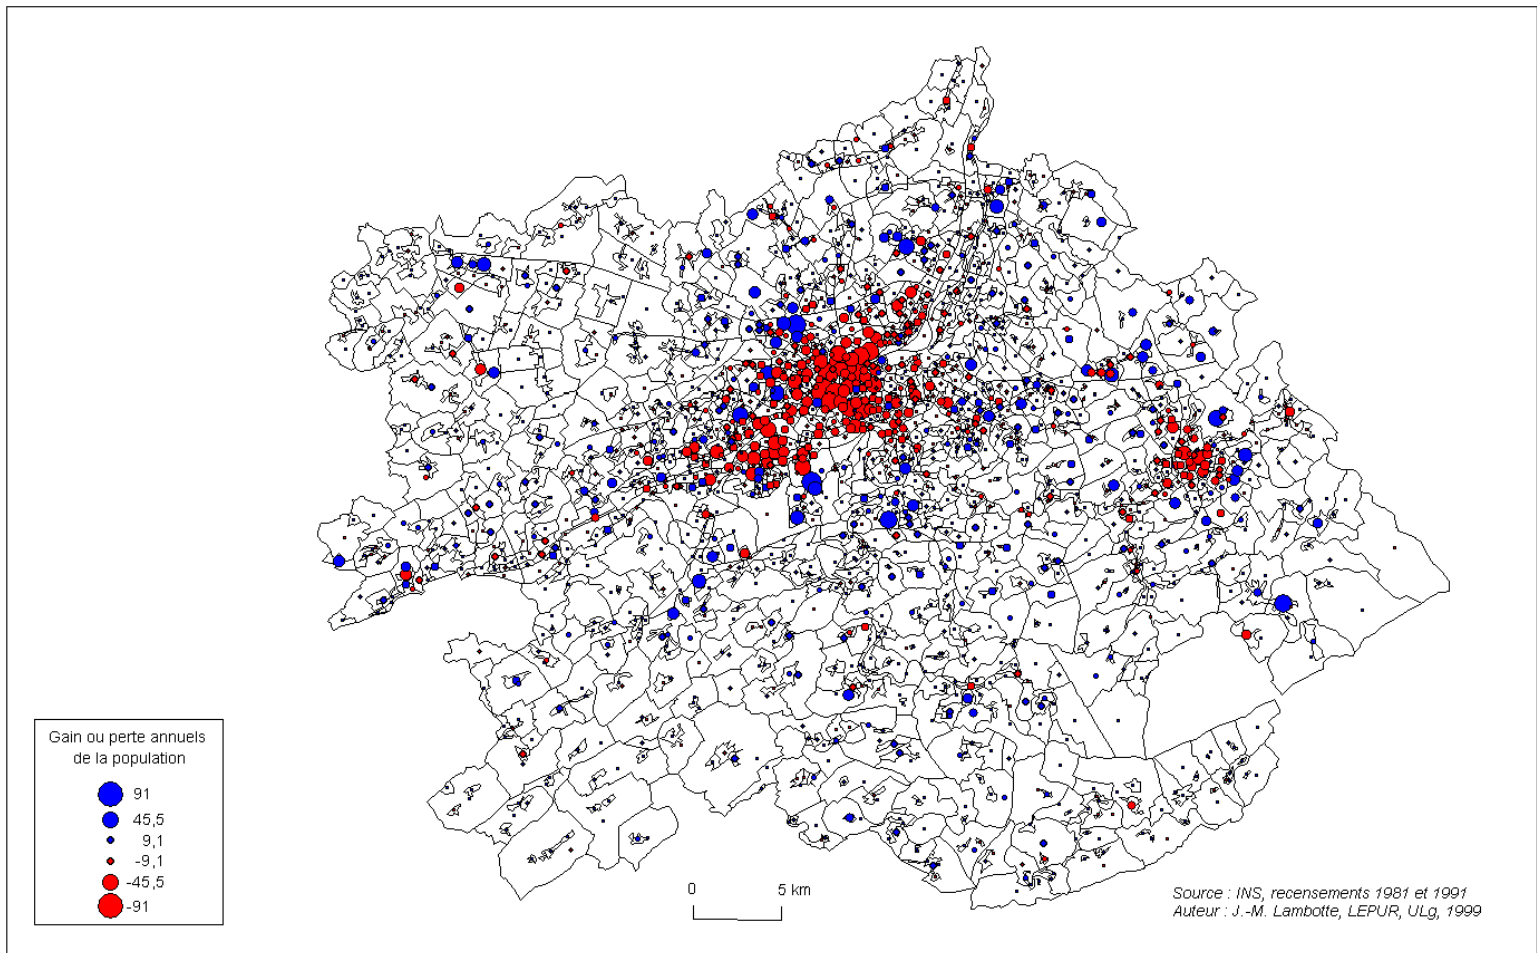 Gain ou perte annuels
de la population
91
45,5
9,1
-9,1
-45,5
-91
0 5 km
Source : INS, recensements 1981 et 1991
Auteur : J.-M. Lambotte, LEPUR, ULg, 1999